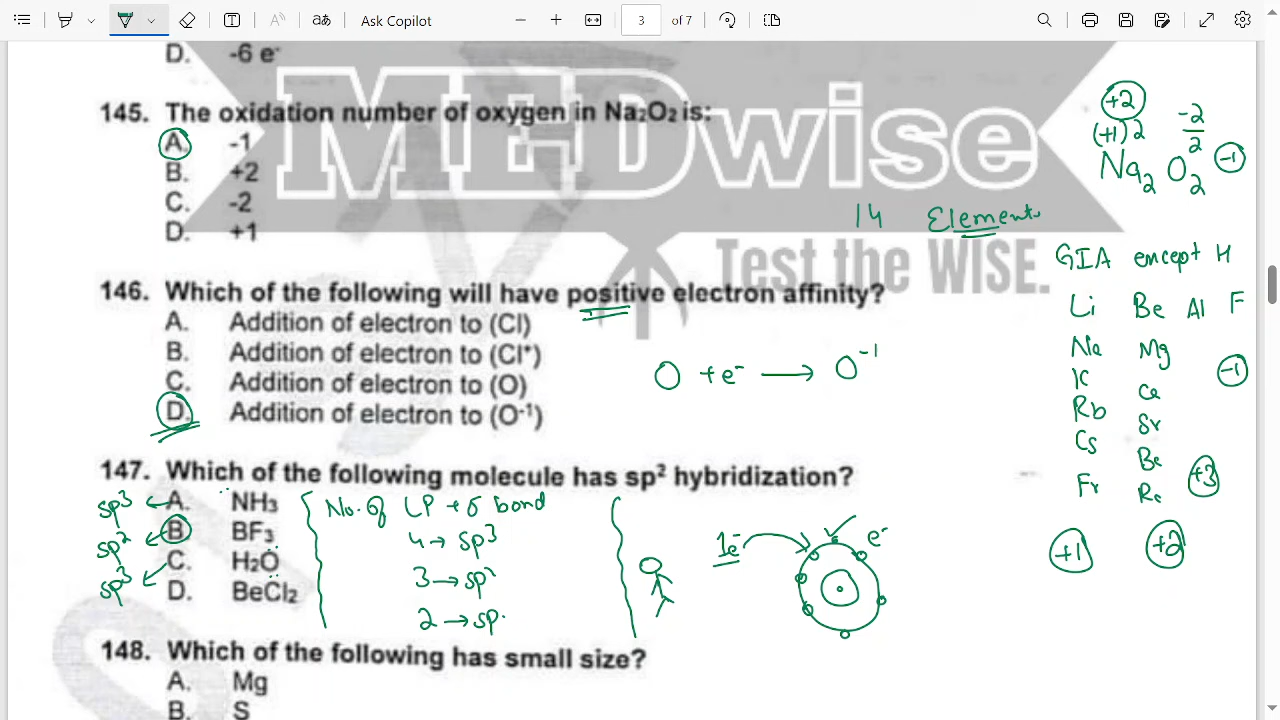 Ask Copilot
3 of 7
D. -6 e-
MEDwise
Test the WISE.
145. The oxidation number of oxygen in Na₂O₂ is:
A. -1
B. +2
C. -2
D. +1
+2
(+1)2 -2/2
Na₂ O₂ -1
14 Elements
GIA except H
Li Be Al F
Na Mg
K Ca -1
Rb Sr
Cs Be
Fr Ra +3
+1 +2
146. Which of the following will have positive electron affinity?
A. Addition of electron to (Cl)
B. Addition of electron to (Cl⁺)
C. Addition of electron to (O)
D. Addition of electron to (O⁻¹)
O + e⁻ → O⁻¹
147. Which of the following molecule has sp² hybridization?
sp³ ← A. NH₃
sp² ← B BF₃
sp³ ← C. H₂O
D. BeCl₂
No. of LP + σ bond
4 → sp³
3 → sp²
2 → sp.
1e⁻ e⁻
148. Which of the following has small size?
A. Mg
B. S